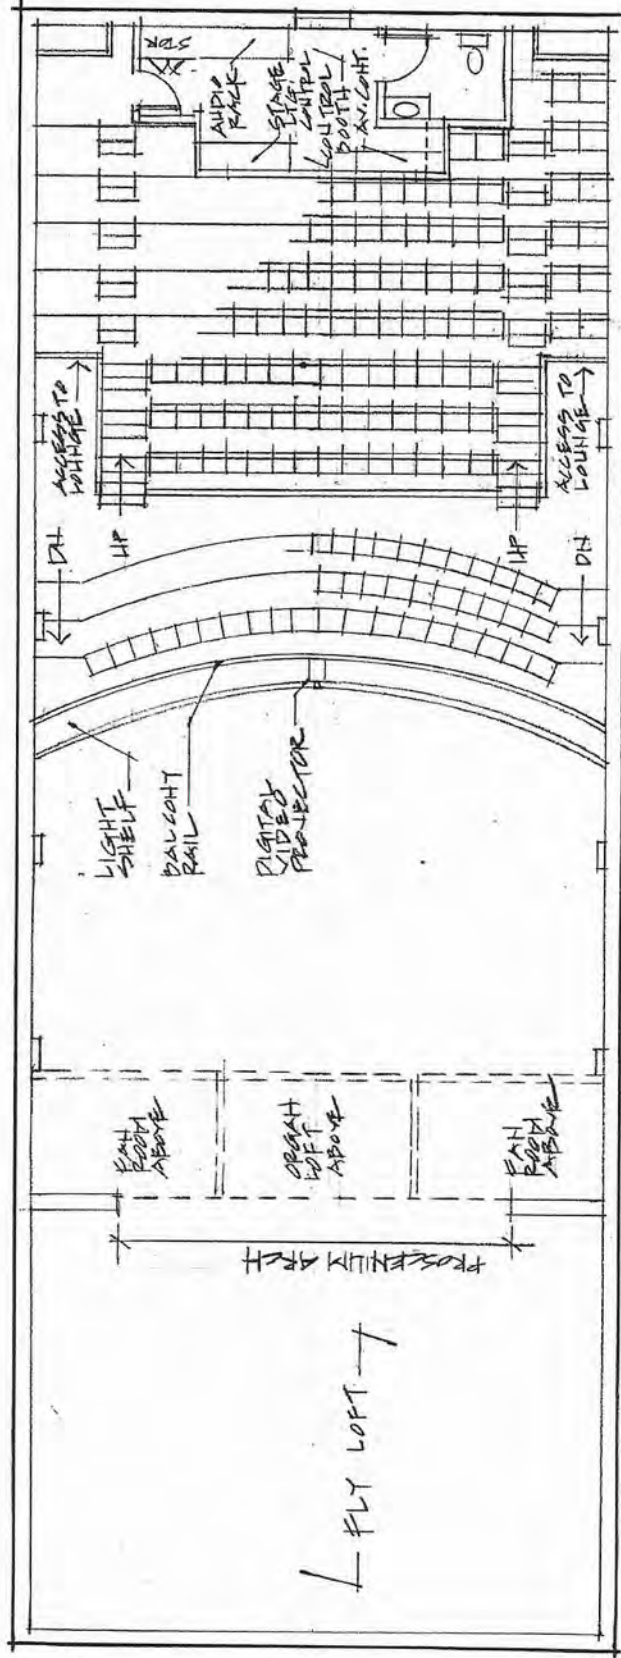 STOR
AUDIO
RACK
STAGE
LTG
CONTROL
CONTROL
BOOTH
AV. CONT.
ACCESS TO
LOUNGE
ACCESS TO
LOUNGE
DN
UP
UP
DN
LIGHT
SHELF
BALCONY
RAIL
DIGITAL
VIDEO
PROJECTOR
FAN
ROOM
ABOVE
ORGAN
LOFT
ABOVE
FAN
ROOM
ABOVE
PROSCENIUM ARCH
FLY LOFT